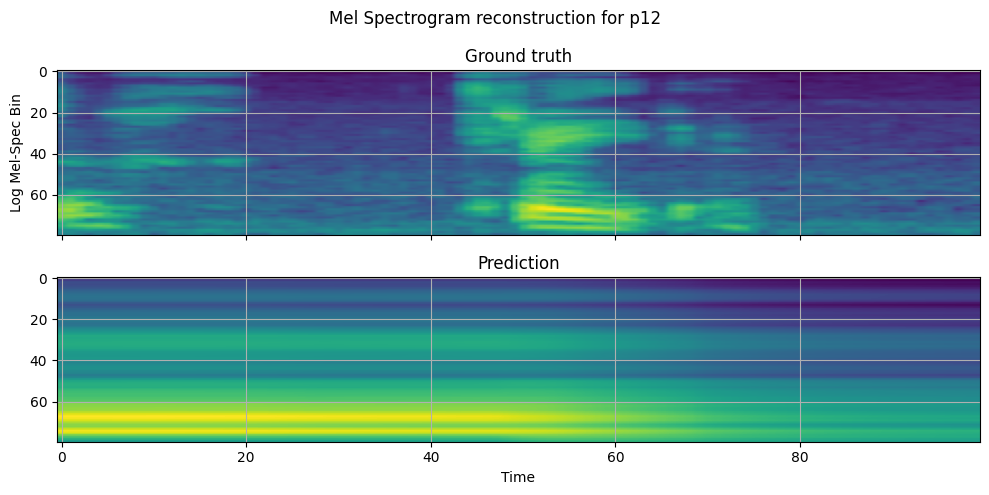 Mel Spectrogram reconstruction for p12
Ground truth
Log Mel-Spec Bin
0
20
40
60
Prediction
0
20
40
60
0 20 40 60 80
Time